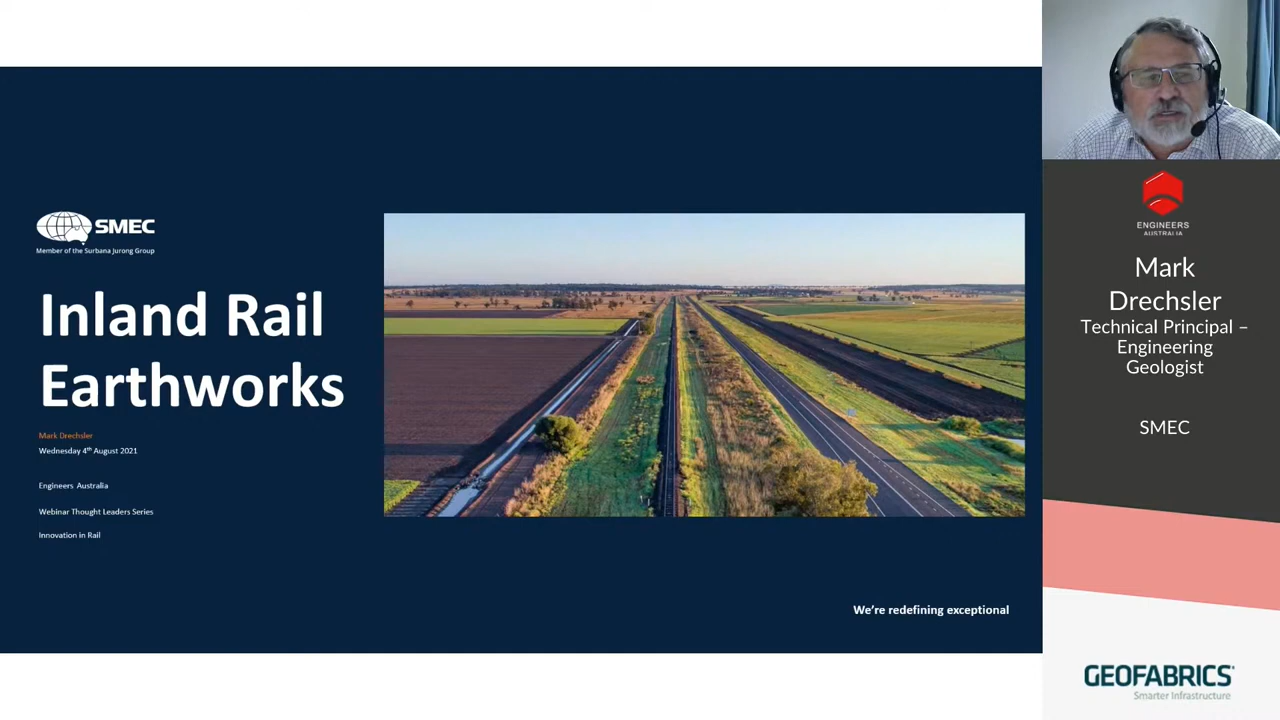 SMEC
Member of the Surbana Jurong Group
Inland Rail
Earthworks
Mark Drechsler
Wednesday 4th August 2021
Engineers Australia
Webinar Thought Leaders Series
Innovation in Rail
We're redefining exceptional
ENGINEERS
AUSTRALIA
Mark
Drechsler
Technical Principal –
Engineering
Geologist
SMEC
GEOFABRICS
Smarter Infrastructure